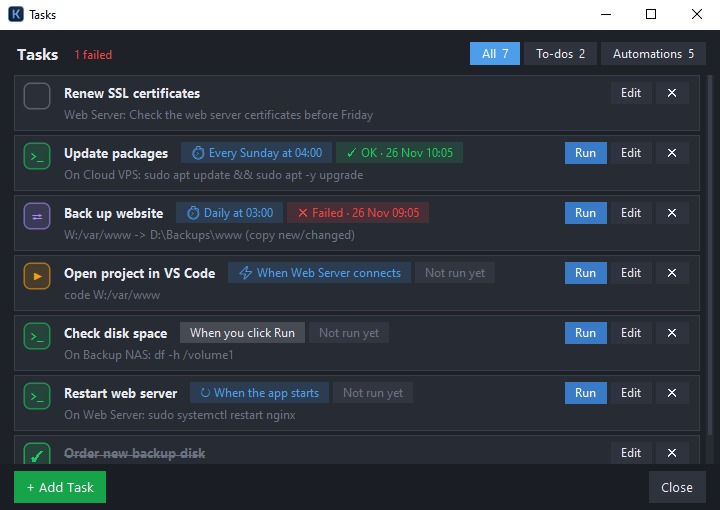 K Tasks
Tasks 1 failed All 7 To-dos 2 Automations 5
Renew SSL certificates Edit ✕
Web Server: Check the web server certificates before Friday
>_ Update packages Every Sunday at 04:00 ✓ OK · 26 Nov 10:05 Run Edit ✕
On Cloud VPS: sudo apt update && sudo apt -y upgrade
Back up website Daily at 03:00 ✕ Failed · 26 Nov 09:05 Run Edit ✕
W:/var/www -> D:\Backups\www (copy new/changed)
Open project in VS Code When Web Server connects Not run yet Run Edit ✕
code W:/var/www
>_ Check disk space When you click Run Not run yet Run Edit ✕
On Backup NAS: df -h /volume1
>_ Restart web server When the app starts Not run yet Run Edit ✕
On Web Server: sudo systemctl restart nginx
Order new backup disk Edit ✕
+ Add Task Close